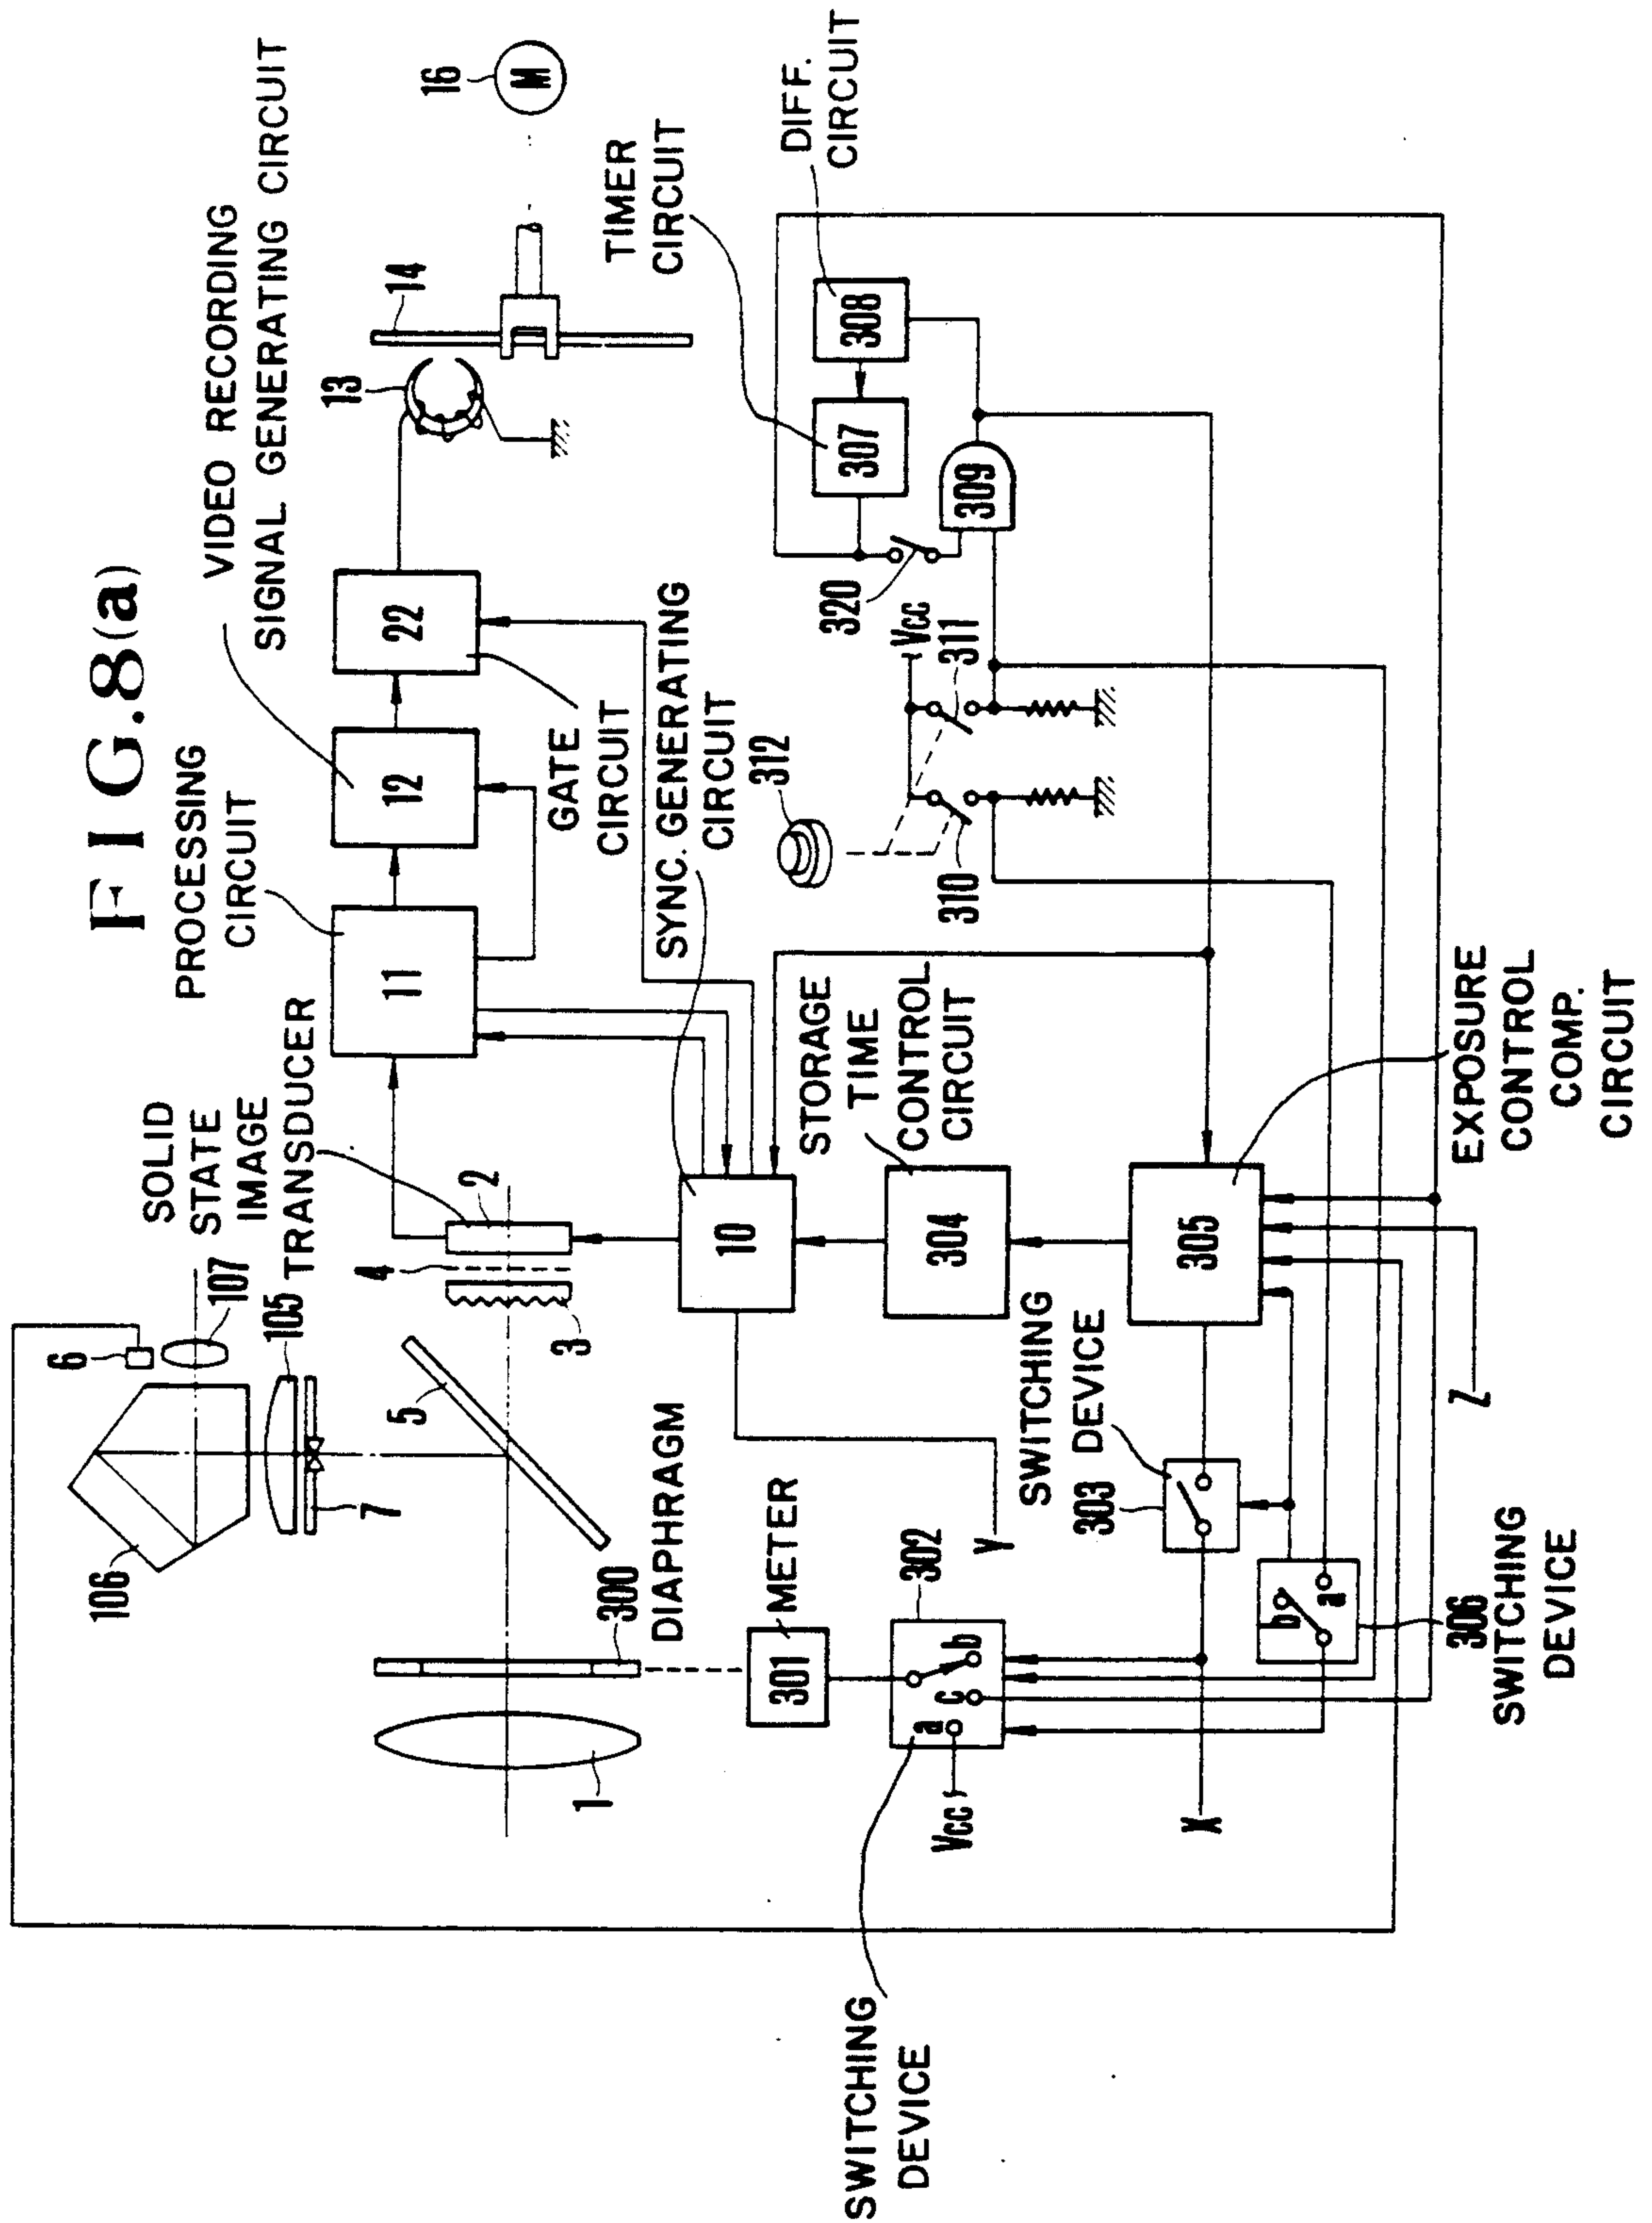 FIG.8(a)
VIDEO RECORDING
SIGNAL GENERATING CIRCUIT
PROCESSING
CIRCUIT
SOLID
STATE
IMAGE
TRANSDUCER
11
12
22
13
14
16
M
GATE
CIRCUIT
SYNC. GENERATING
CIRCUIT
TIMER
CIRCUIT
DIFF.
CIRCUIT
6
107
105
106
7
5
4
3
2
1
300
DIAPHRAGM
301
METER
10
STORAGE
TIME
CONTROL
CIRCUIT
304
305
EXPOSURE
CONTROL
COMP.
CIRCUIT
SWITCHING
DEVICE
303
302
a
c
b
Vcc
SWITCHING
DEVICE
306
SWITCHING
DEVICE
b
a
X
Y
Z
312
310
311
Vcc
320
309
307
308